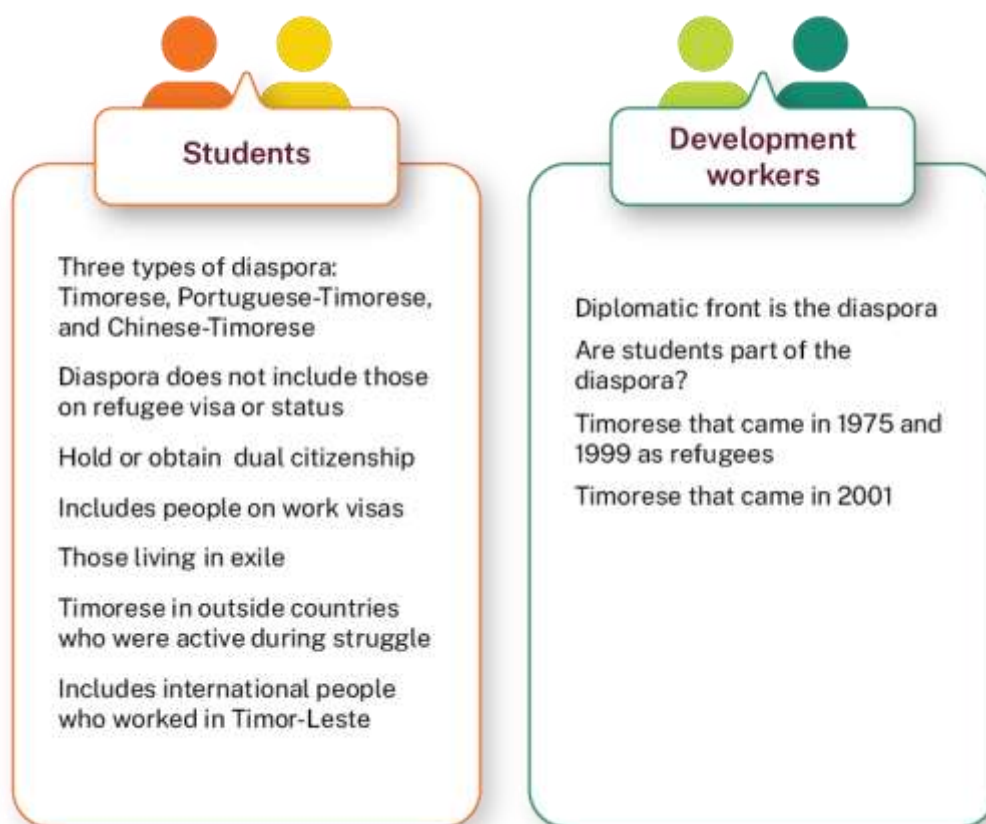 Students
Three types of diaspora:
Timorese, Portuguese-Timorese,
and Chinese-Timorese
Diaspora does not include those
on refugee visa or status
Hold or obtain dual citizenship
Includes people on work visas
Those living in exile
Timorese in outside countries
who were active during struggle
Includes international people
who worked in Timor-Leste
Development
workers
Diplomatic front is the diaspora
Are students part of the
diaspora?
Timorese that came in 1975 and
1999 as refugees
Timorese that came in 2001